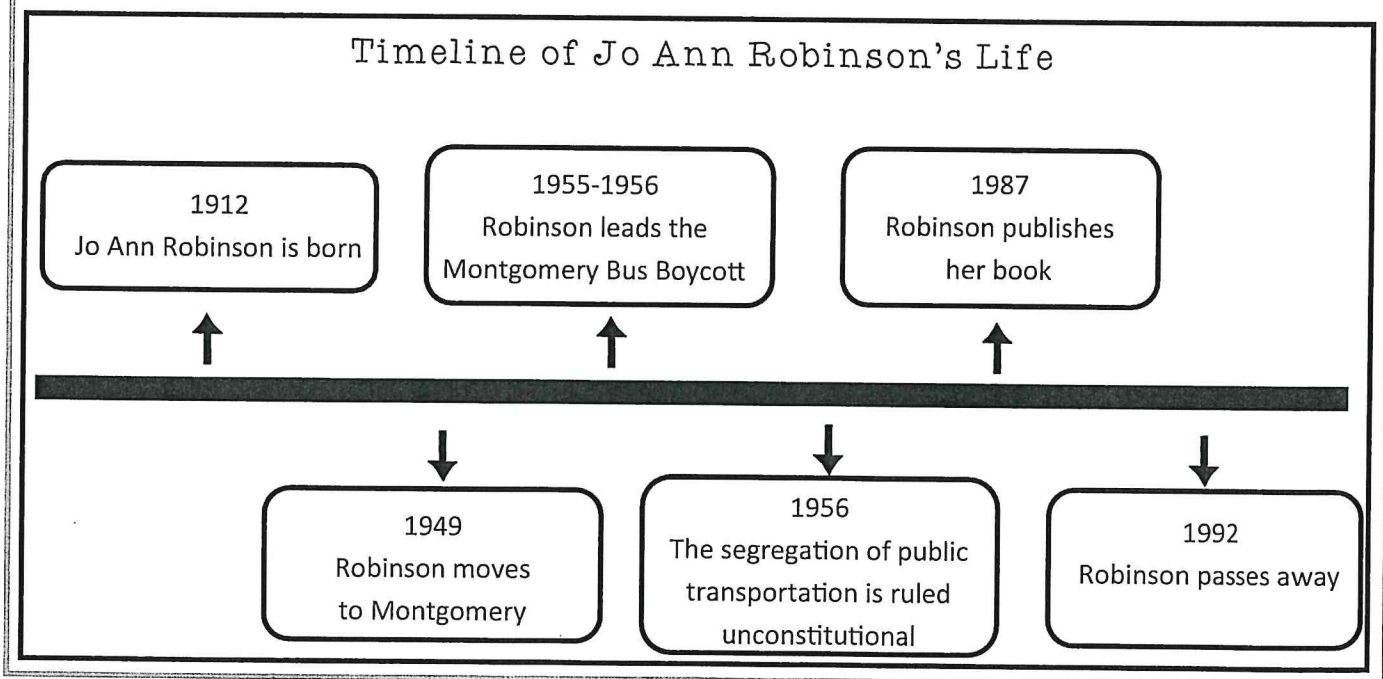 Timeline of Jo Ann Robinson's Life
1912
Jo Ann Robinson is born
1949
Robinson moves
to Montgomery
1955-1956
Robinson leads the
Montgomery Bus Boycott
1956
The segregation of public
transportation is ruled
unconstitutional
1987
Robinson publishes
her book
1992
Robinson passes away